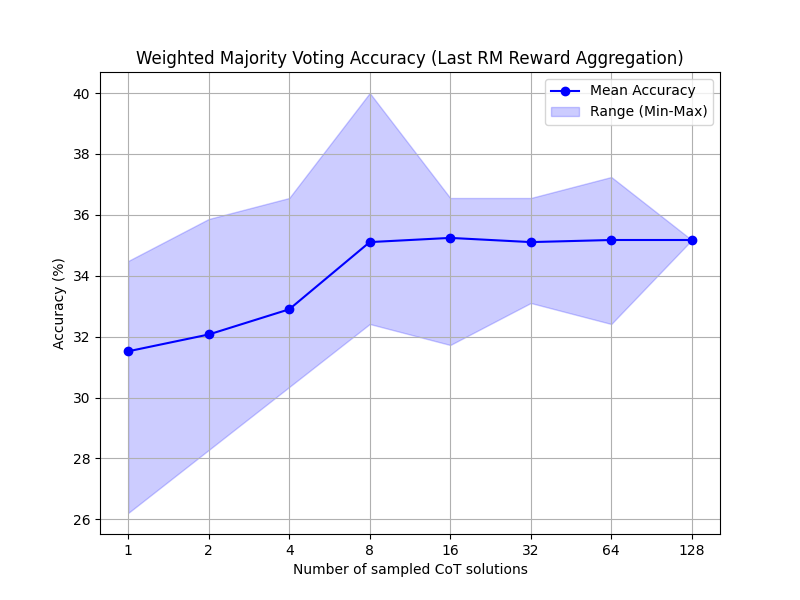 Weighted Majority Voting Accuracy (Last RM Reward Aggregation)
Mean Accuracy
Range (Min-Max)
Accuracy (%)
40
38
36
34
32
30
28
26
1 2 4 8 16 32 64 128
Number of sampled CoT solutions